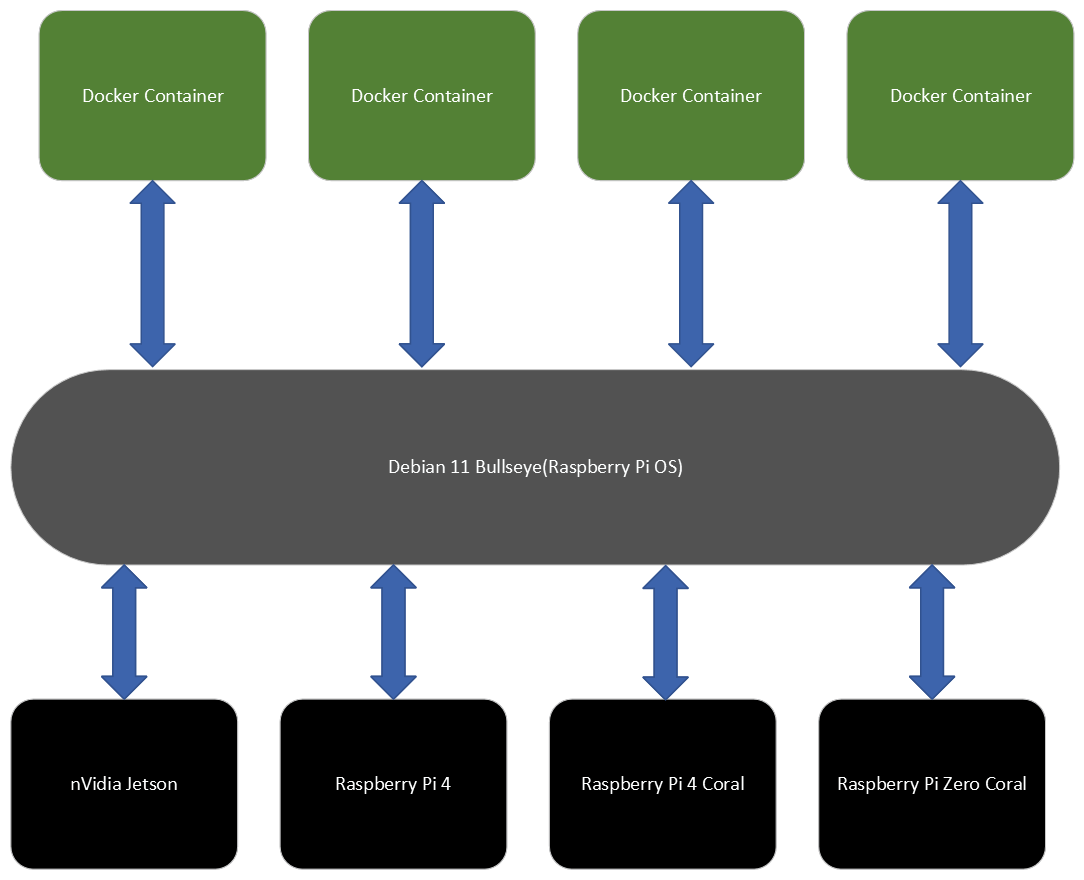 Docker Container
Docker Container
Docker Container
Docker Container
Debian 11 Bullseye(Raspberry Pi OS)
nVidia Jetson
Raspberry Pi 4
Raspberry Pi 4 Coral
Raspberry Pi Zero Coral